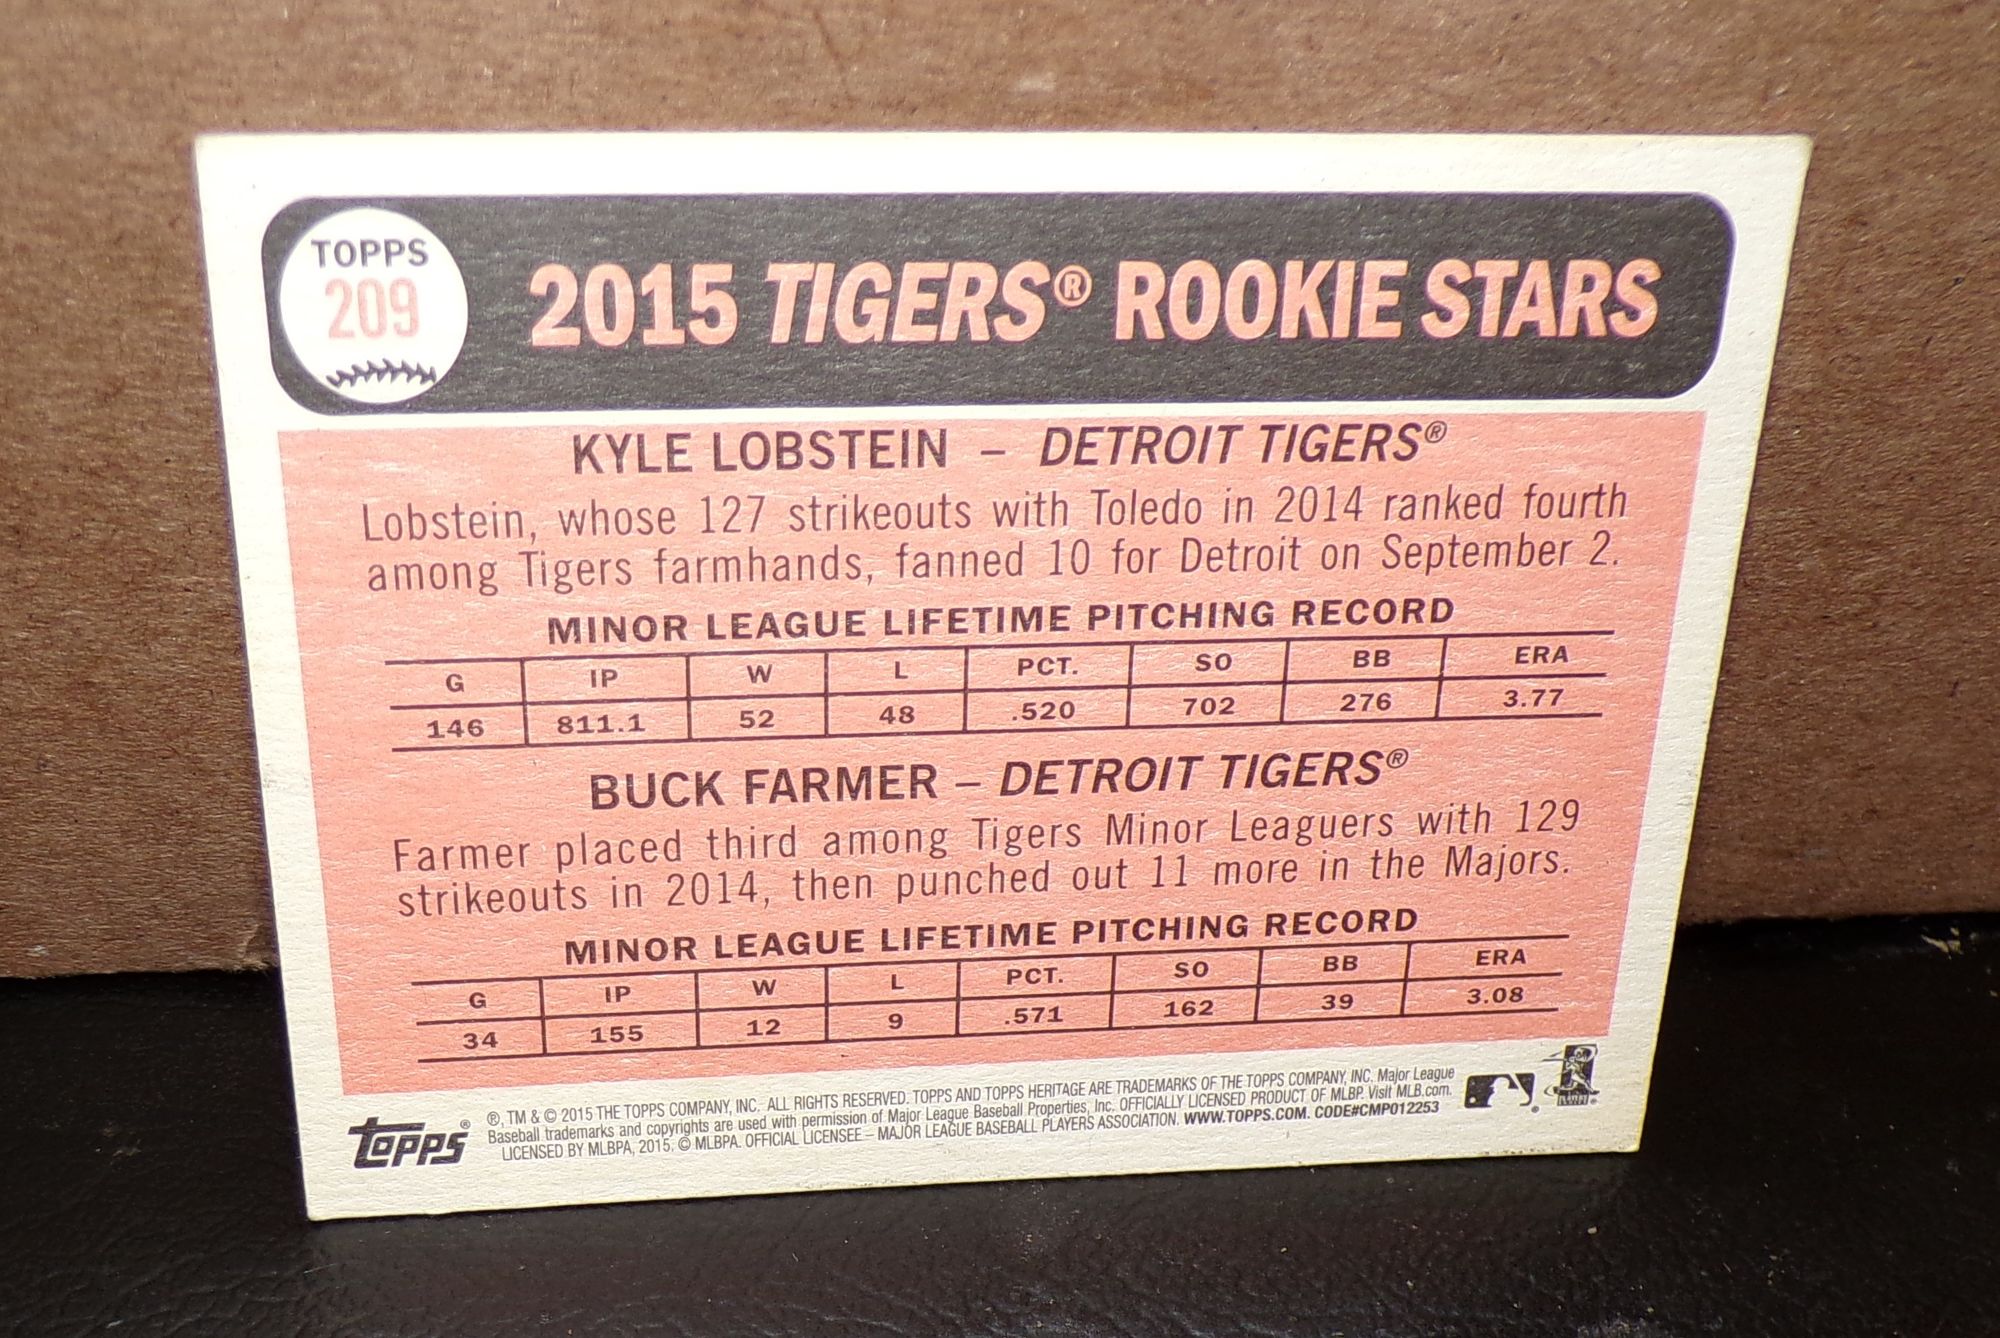 TOPPS
209
2015 TIGERS® ROOKIE STARS
KYLE LOBSTEIN – DETROIT TIGERS®
Lobstein, whose 127 strikeouts with Toledo in 2014 ranked fourth
among Tigers farmhands, fanned 10 for Detroit on September 2.
MINOR LEAGUE LIFETIME PITCHING RECORD
G IP W L PCT. SO BB ERA
146 811.1 52 48 .520 702 276 3.77
BUCK FARMER – DETROIT TIGERS®
Farmer placed third among Tigers Minor Leaguers with 129
strikeouts in 2014, then punched out 11 more in the Majors.
MINOR LEAGUE LIFETIME PITCHING RECORD
G IP W L PCT. SO BB ERA
34 155 12 9 .571 162 39 3.08
topps®
®, TM & © 2015 THE TOPPS COMPANY, INC. ALL RIGHTS RESERVED. TOPPS AND TOPPS HERITAGE ARE TRADEMARKS OF THE TOPPS COMPANY, INC. Major League
Baseball trademarks and copyrights are used with permission of Major League Baseball Properties, Inc. OFFICIALLY LICENSED PRODUCT OF MLBP. Visit MLB.com.
LICENSED BY MLBPA, 2015, © MLBPA. OFFICIAL LICENSEE – MAJOR LEAGUE BASEBALL PLAYERS ASSOCIATION. WWW.TOPPS.COM. CODE#CMP012253